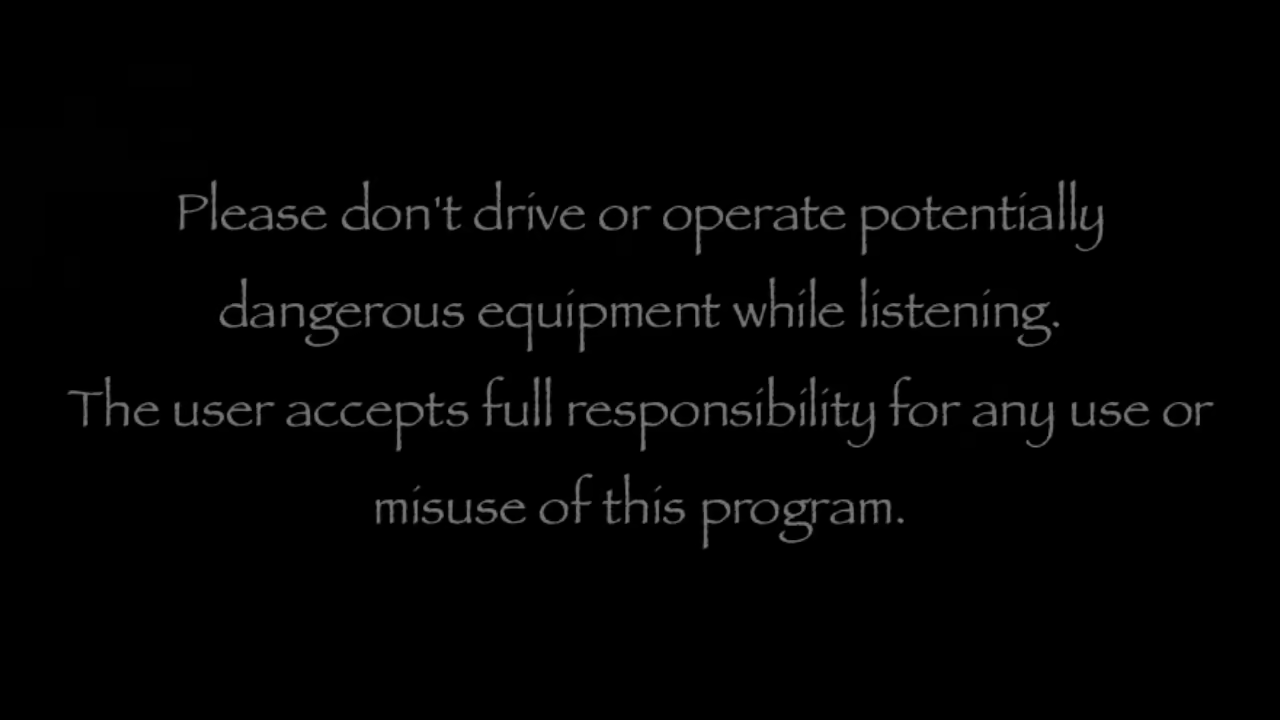 Please don't drive or operate potentially
dangerous equipment while listening.
The user accepts full responsibility for any use or
misuse of this program.